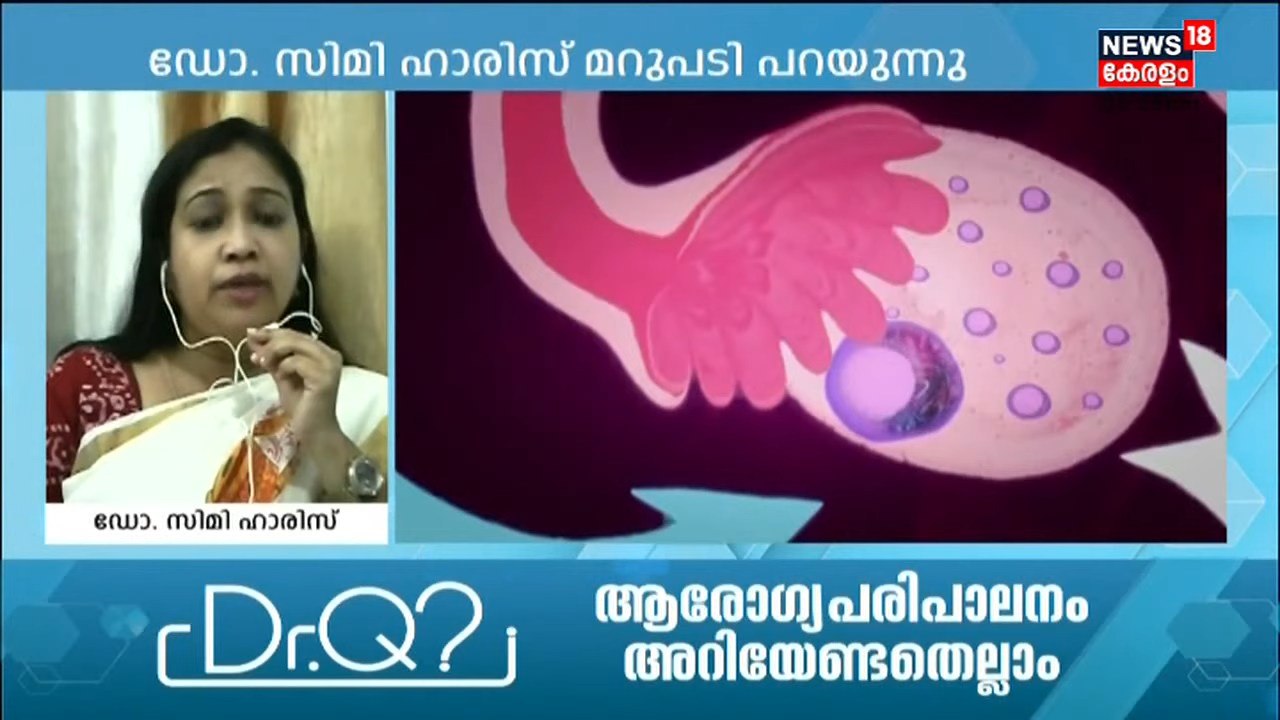 ഡോ. സിമി ഹാരിസ് മറുപടി പറയുന്നു
NEWS 18
കേരളം
ഡോ. സിമി ഹാരിസ്
Dr.Q?
ആരോഗ്യപരിപാലനം
അറിയേണ്ടതെല്ലാം